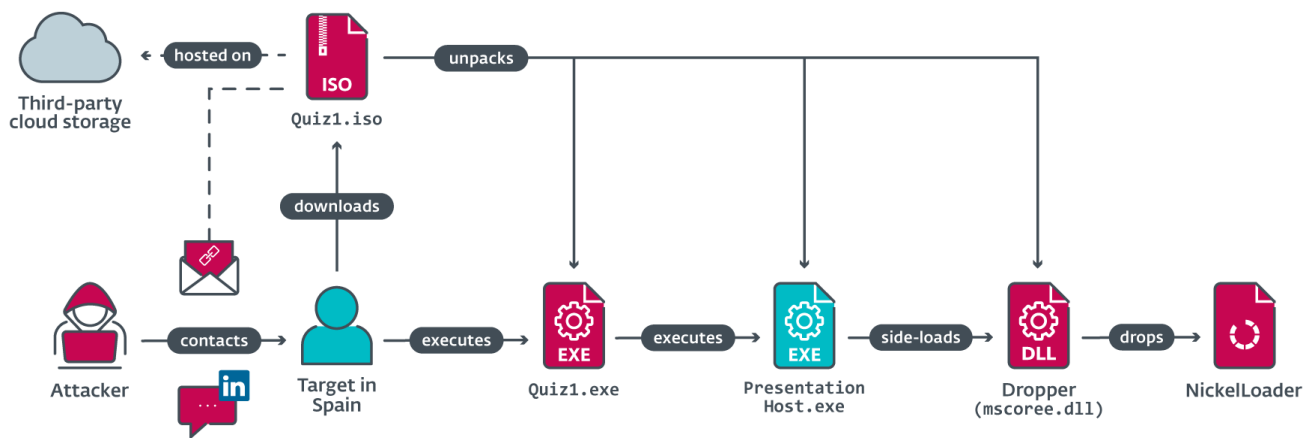 hosted on
unpacks
ISO
Third-party
cloud storage
Quiz1.iso
downloads
contacts
executes
EXE
executes
EXE
side-loads
DLL
drops
in
Attacker
Target in
Spain
Quiz1.exe
Presentation
Host.exe
Dropper
(mscoree.dll)
NickelLoader